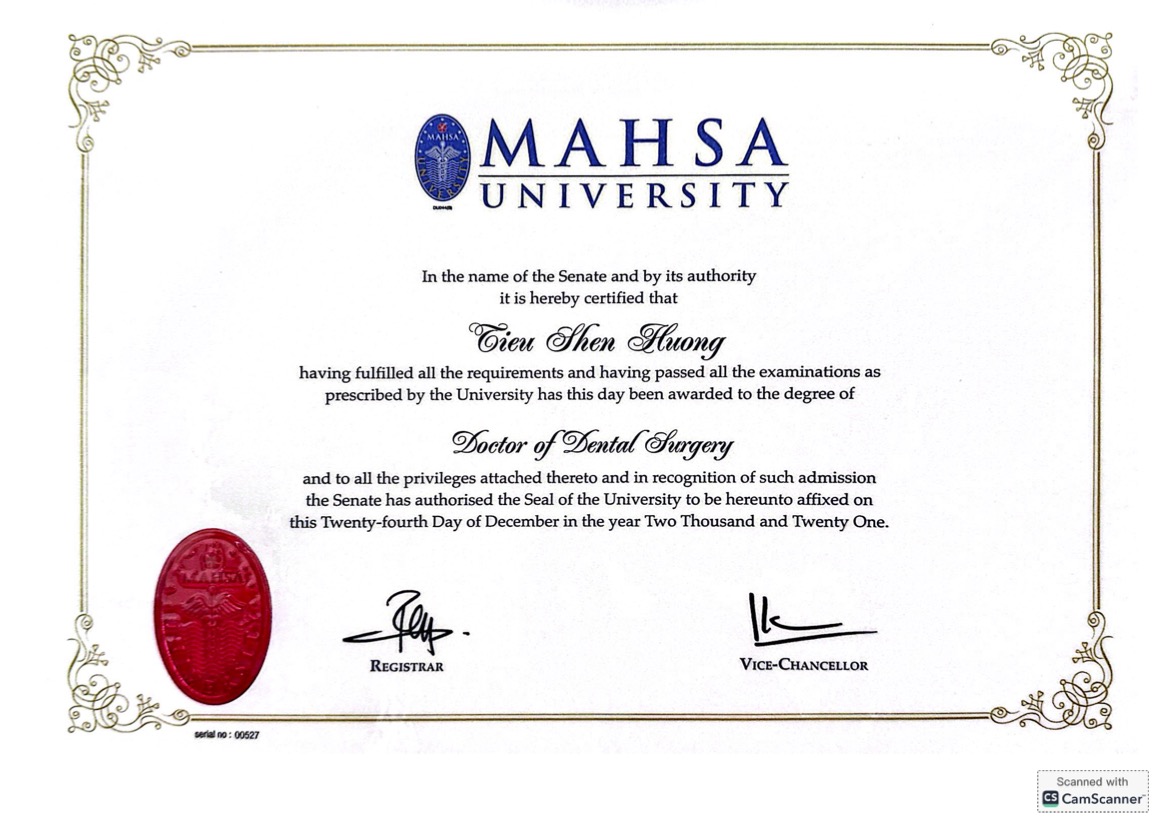 MAHSA
UNIVERSITY
In the name of the Senate and by its authority
it is hereby certified that
Tieu Shen Huong
having fulfilled all the requirements and having passed all the examinations as
prescribed by the University has this day been awarded to the degree of
Doctor of Dental Surgery
and to all the privileges attached thereto and in recognition of such admission
the Senate has authorised the Seal of the University to be hereunto affixed on
this Twenty-fourth Day of December in the year Two Thousand and Twenty One.
MAHSA
REGISTRAR
VICE-CHANCELLOR
serial no : 00527
Scanned with
CS CamScanner